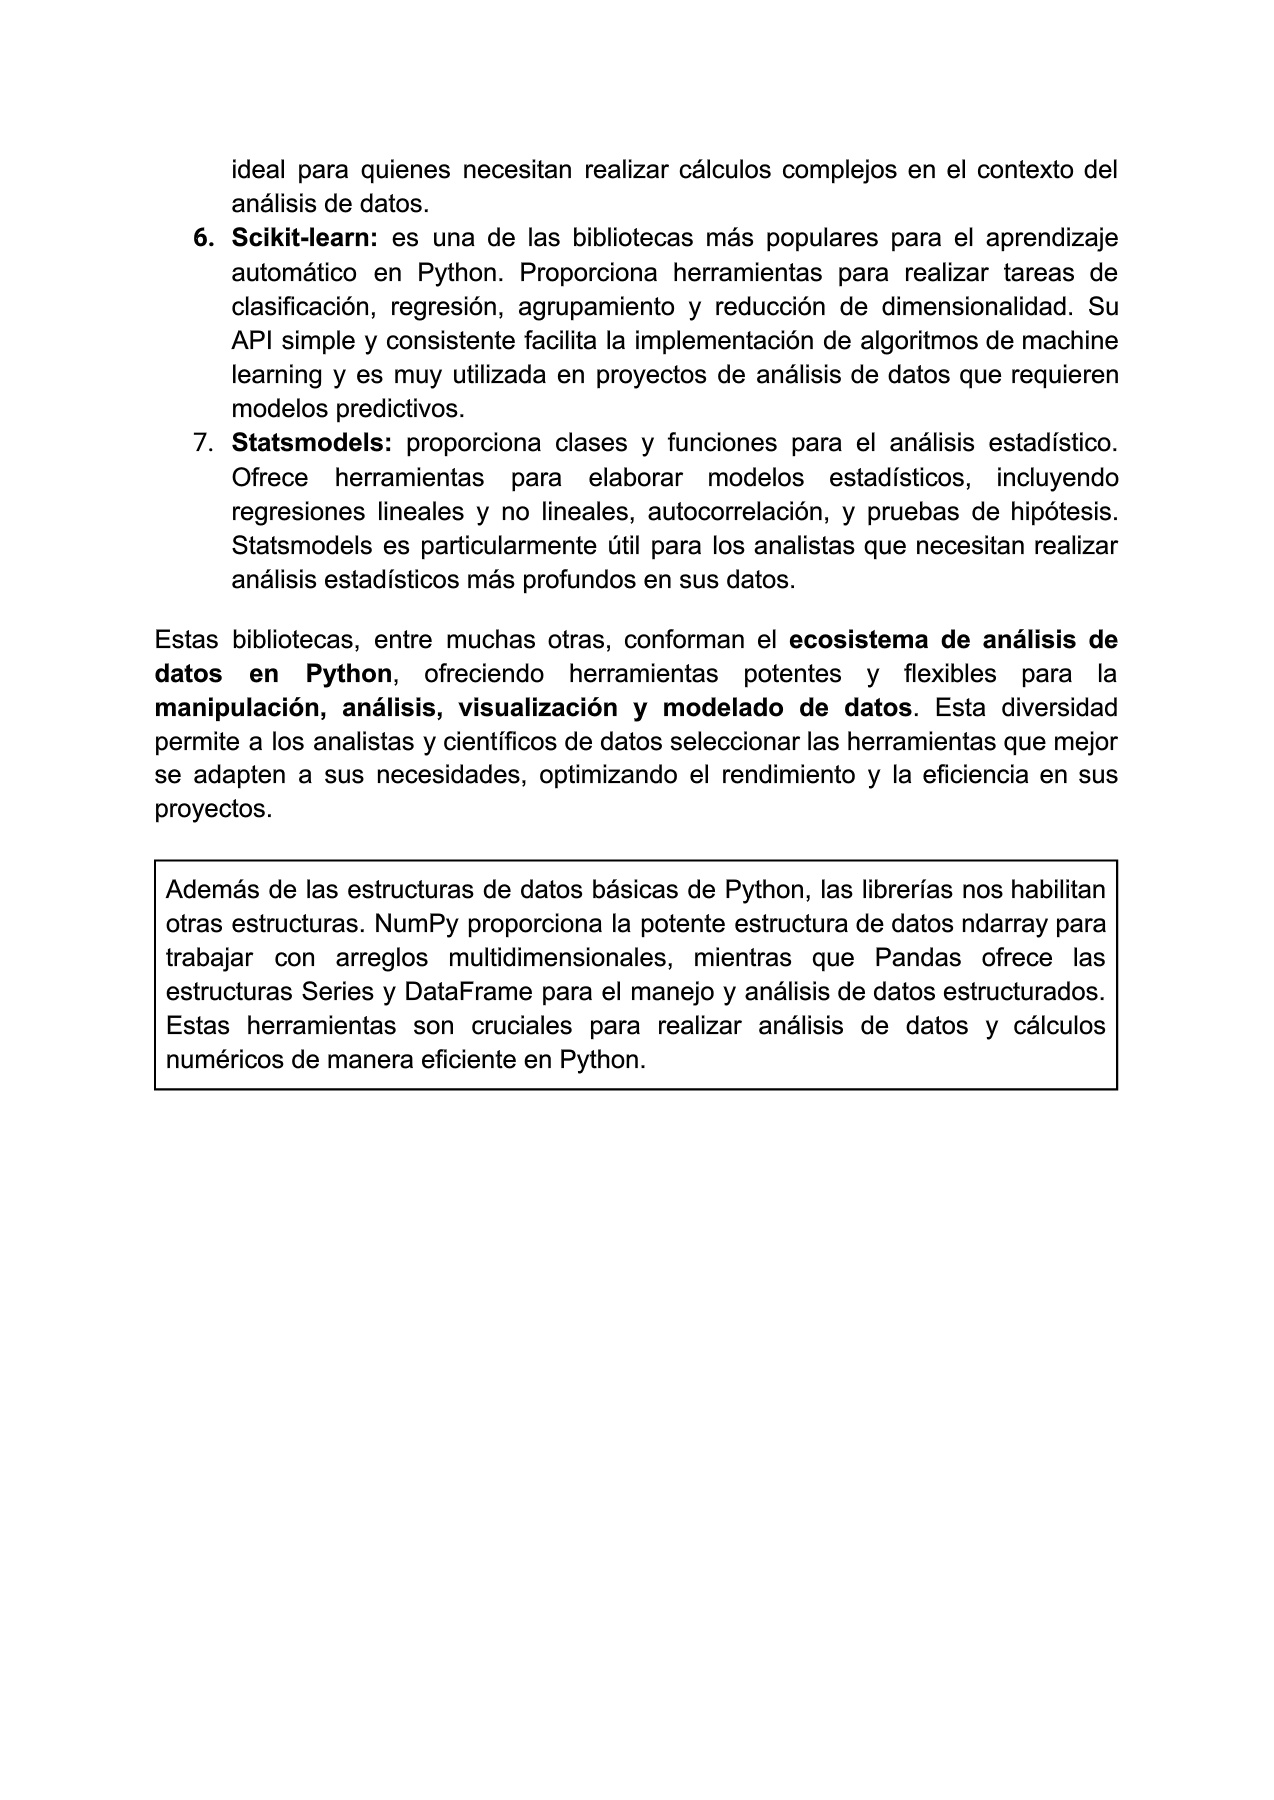 ideal para quienes necesitan realizar cálculos complejos en el contexto del
análisis de datos.
6. Scikit-learn: es una de las bibliotecas más populares para el aprendizaje
automático en Python. Proporciona herramientas para realizar tareas de
clasificación, regresión, agrupamiento y reducción de dimensionalidad. Su
API simple y consistente facilita la implementación de algoritmos de machine
learning y es muy utilizada en proyectos de análisis de datos que requieren
modelos predictivos.
7. Statsmodels: proporciona clases y funciones para el análisis estadístico.
Ofrece herramientas para elaborar modelos estadísticos, incluyendo
regresiones lineales y no lineales, autocorrelación, y pruebas de hipótesis.
Statsmodels es particularmente útil para los analistas que necesitan realizar
análisis estadísticos más profundos en sus datos.
Estas bibliotecas, entre muchas otras, conforman el ecosistema de análisis de
datos en Python, ofreciendo herramientas potentes y flexibles para la
manipulación, análisis, visualización y modelado de datos. Esta diversidad
permite a los analistas y científicos de datos seleccionar las herramientas que mejor
se adapten a sus necesidades, optimizando el rendimiento y la eficiencia en sus
proyectos.
Además de las estructuras de datos básicas de Python, las librerías nos habilitan
otras estructuras. NumPy proporciona la potente estructura de datos ndarray para
trabajar con arreglos multidimensionales, mientras que Pandas ofrece las
estructuras Series y DataFrame para el manejo y análisis de datos estructurados.
Estas herramientas son cruciales para realizar análisis de datos y cálculos
numéricos de manera eficiente en Python.